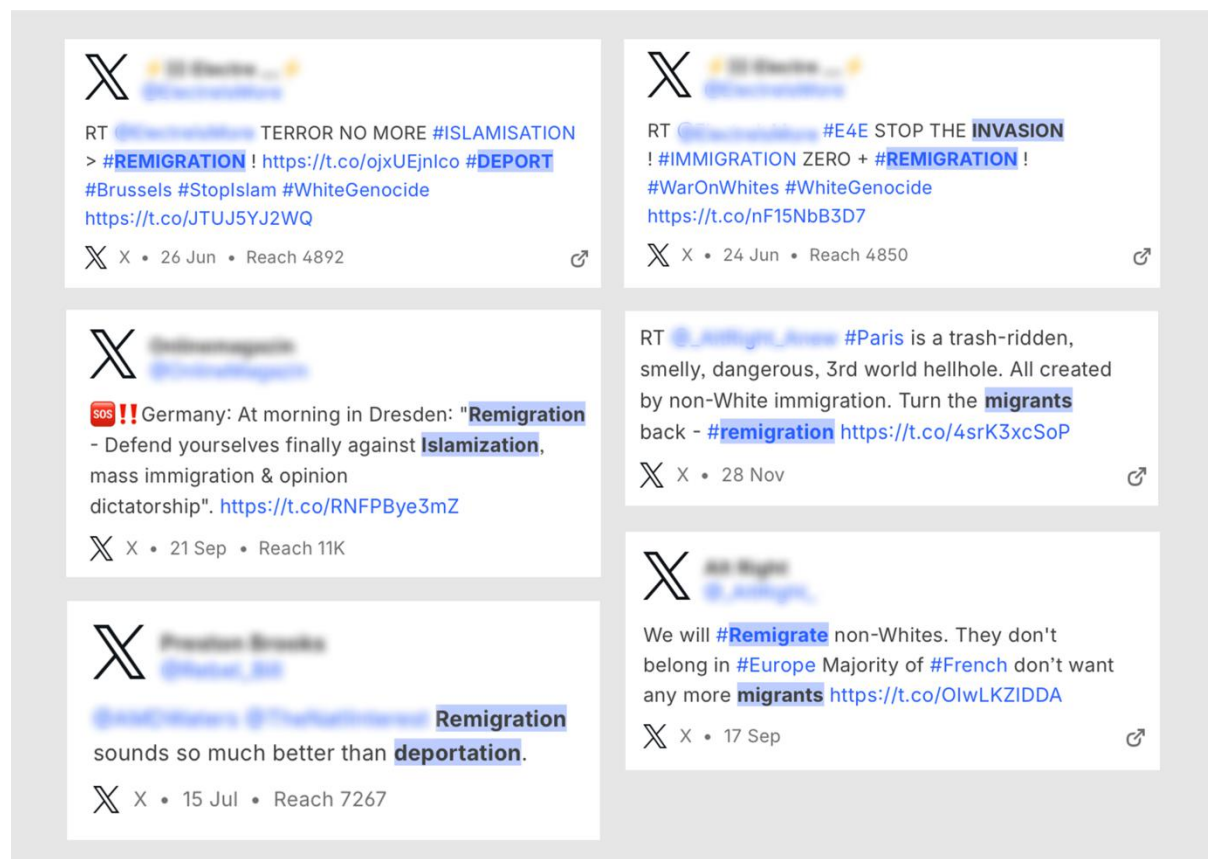 RT TERROR NO MORE #ISLAMISATION
> #REMIGRATION ! https://t.co/ojxUEjnlco #DEPORT
#Brussels #StopIslam #WhiteGenocide
https://t.co/JTUJ5YJ2WQ
X • 26 Jun • Reach 4892
RT #E4E STOP THE INVASION
! #IMMIGRATION ZERO + #REMIGRATION !
#WarOnWhites #WhiteGenocide
https://t.co/nF15NbB3D7
X • 24 Jun • Reach 4850
Germany: At morning in Dresden: "Remigration
- Defend yourselves finally against Islamization,
mass immigration & opinion
dictatorship". https://t.co/RNFPBye3mZ
X • 21 Sep • Reach 11K
RT #Paris is a trash-ridden,
smelly, dangerous, 3rd world hellhole. All created
by non-White immigration. Turn the migrants
back - #remigration https://t.co/4srK3xcSoP
X • 28 Nov
Remigration
sounds so much better than deportation.
X • 15 Jul • Reach 7267
We will #Remigrate non-Whites. They don't
belong in #Europe Majority of #French don’t want
any more migrants https://t.co/OIwLKZIDDA
X • 17 Sep